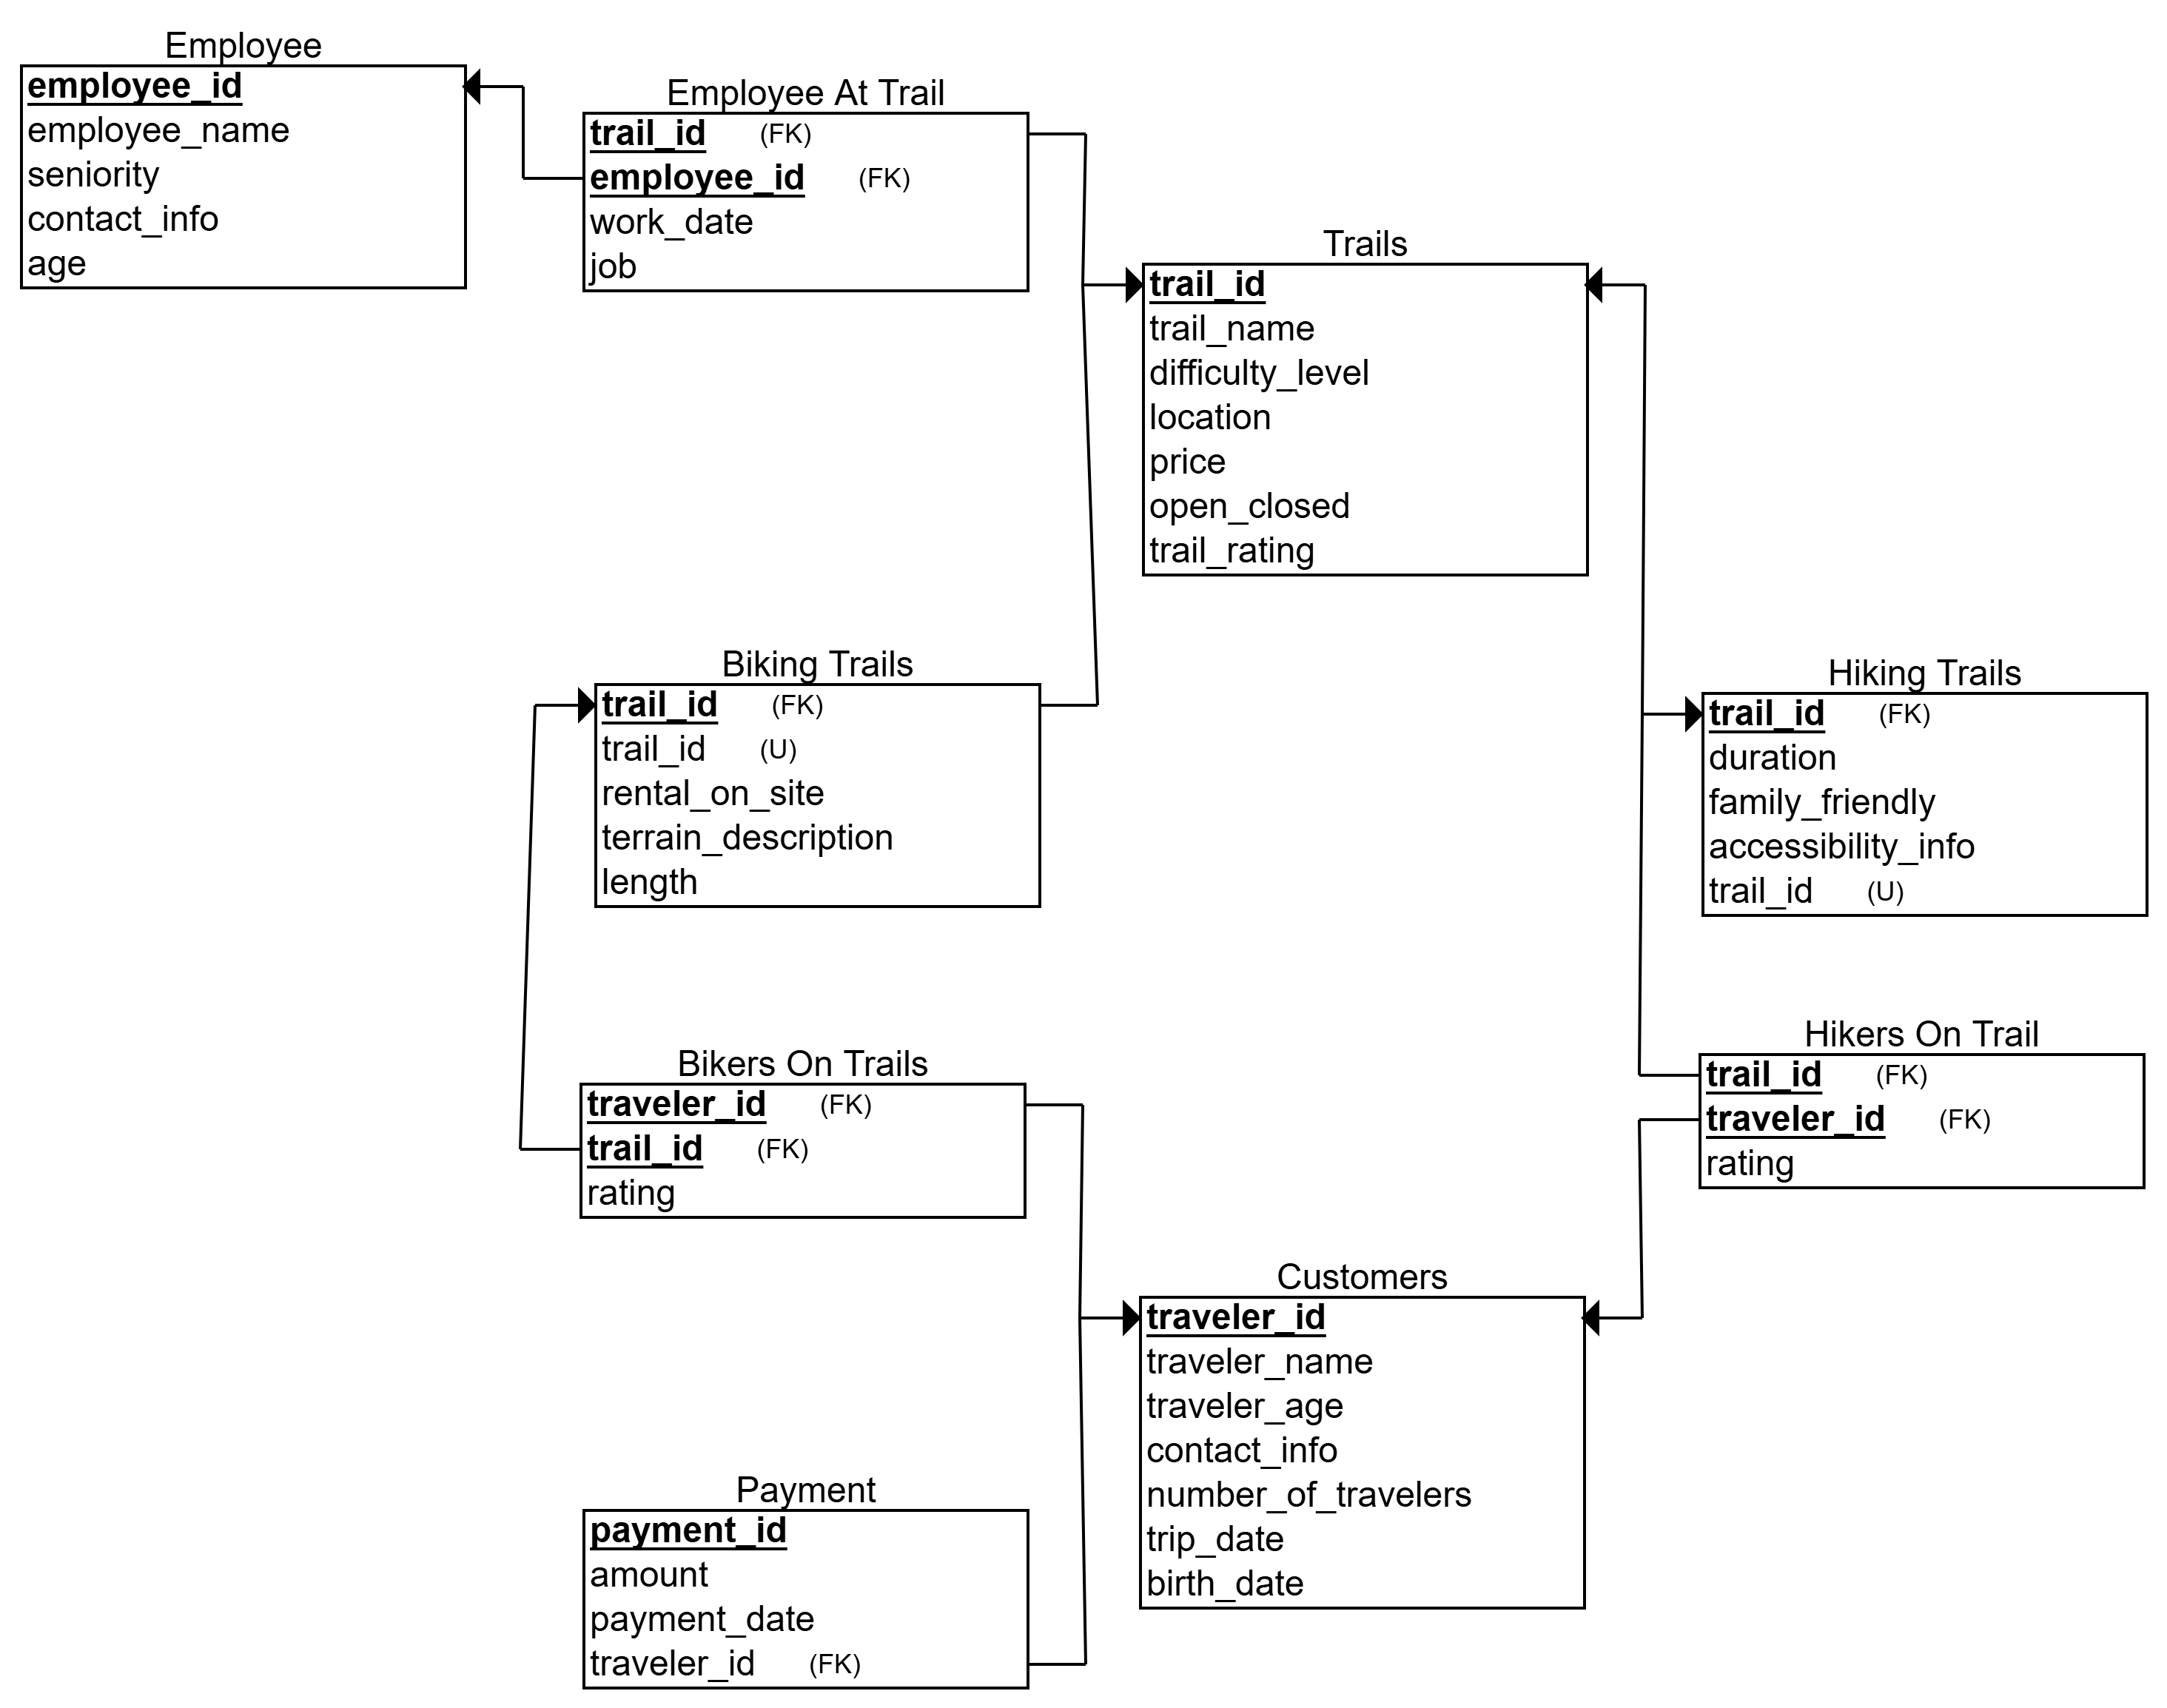 Employee
employee_id
employee_name
seniority
contact_info
age
Employee At Trail
trail_id (FK)
employee_id (FK)
work_date
job
Trails
trail_id
trail_name
difficulty_level
location
price
open_closed
trail_rating
Biking Trails
trail_id (FK)
trail_id (U)
rental_on_site
terrain_description
length
Hiking Trails
trail_id (FK)
duration
family_friendly
accessibility_info
trail_id (U)
Bikers On Trails
traveler_id (FK)
trail_id (FK)
rating
Hikers On Trail
trail_id (FK)
traveler_id (FK)
rating
Customers
traveler_id
traveler_name
traveler_age
contact_info
number_of_travelers
trip_date
birth_date
Payment
payment_id
amount
payment_date
traveler_id (FK)